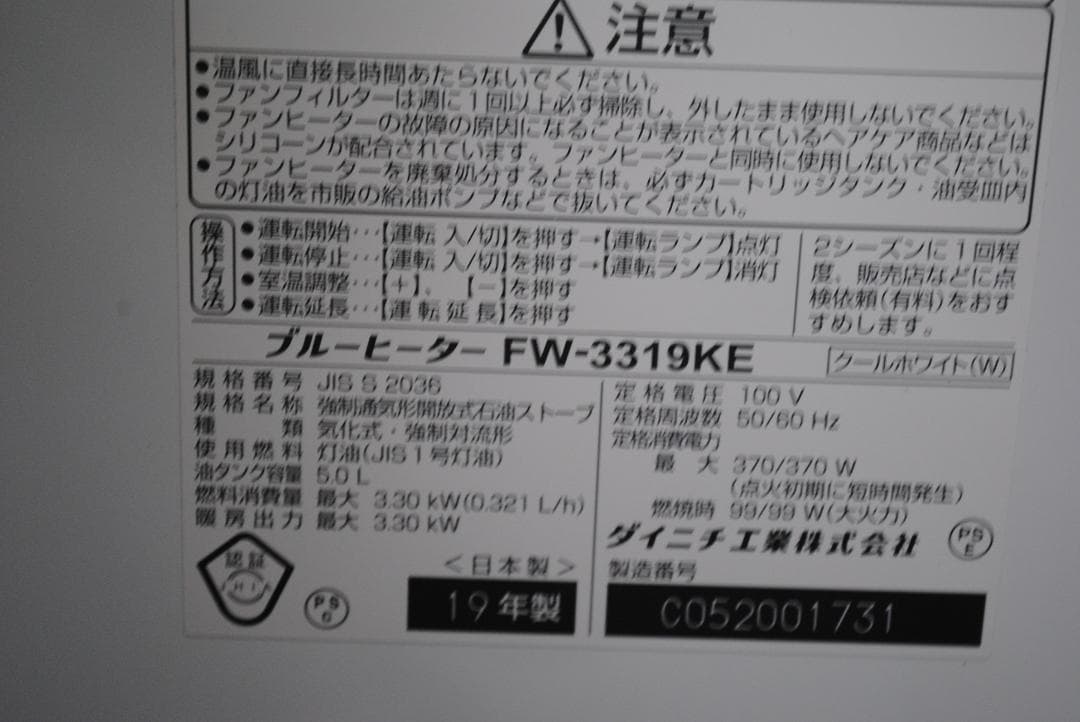 注意
●温風に直接長時間あたらないでください。
●ファンフィルターは週に1回以上必ず掃除し、外したまま使用しないでください。
●ファンヒーターの故障の原因になることが表示されているヘアケア商品などは
シリコーンが配合されています。ファンヒーターと同時に使用しないでください。
●ファンヒーターを廃棄処分するときは、必ずカートリッジタンク・油受皿内
の灯油を市販の給油ポンプなどで抜いてください。
操作方法
●運転開始…【運転 入/切】を押す→【運転ランプ】点灯
●運転停止…【運転 入/切】を押す→【運転ランプ】消灯
●室温調整…【+】、【−】を押す
●運転延長…【運転延長】を押す
2シーズンに1回程
度、販売店などに点
検依頼(有料)をおす
すめします。
ブルーヒーター FW-3319KE
クールホワイト(W)
規格番号 JIS S 2036
規格名称 強制通気形開放式石油ストーブ
種類 気化式・強制対流形
使用燃料 灯油(JIS1号灯油)
油タンク容量 5.0 L
燃料消費量 最大 3.30 kW(0.321 L/h)
暖房出力 最大 3.30 kW
認証
JHIA
PS
C
<日本製>
19年製
定格電圧 100 V
定格周波数 50/60 Hz
定格消費電力
最大 370/370 W
(点火初期に短時間発生)
燃焼時 99/99 W(大火力)
ダイニチ工業株式会社
PS
E
製造番号
C052001731